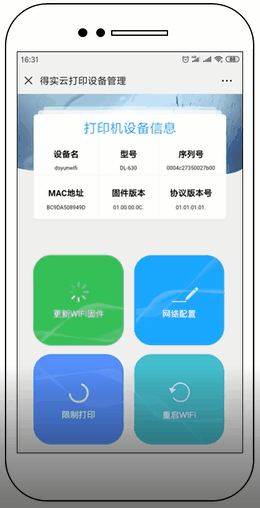 16:31
得实云打印设备管理
打印机设备信息
设备名 型号 序列号
dsyunwifi DL-630 0004c27350027b00
MAC地址 固件版本 协议版本号
BC9DA508949D 01.00.00.0C. 01.01.01.01.
更新WIFI固件 网络配置
限制打印 重启WIFI